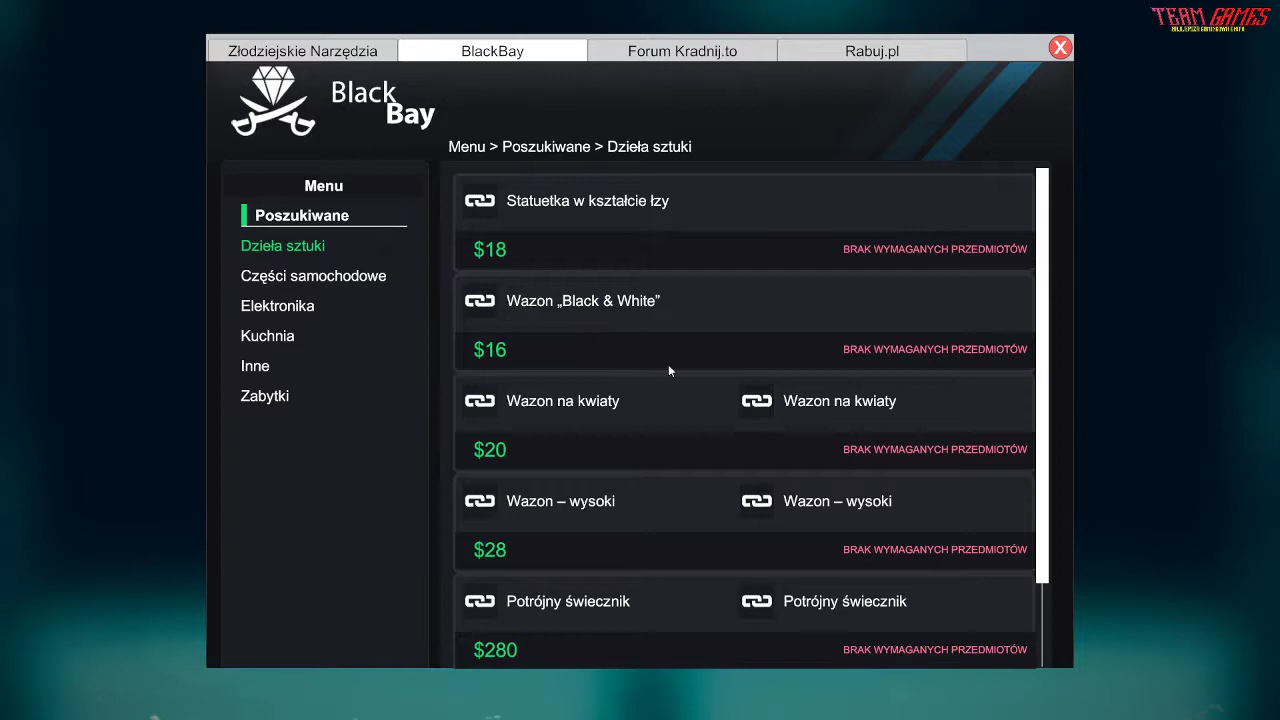 TEAM GAMES
Złodziejskie Narzędzia BlackBay Forum Kradnij.to Rabuj.pl X
Black
Bay
Menu > Poszukiwane > Dzieła sztuki
Menu
Poszukiwane
Dzieła sztuki
Części samochodowe
Elektronika
Kuchnia
Inne
Zabytki
Statuetka w kształcie łzy
$18 BRAK WYMAGANYCH PRZEDMIOTÓW
Wazon „Black & White”
$16 BRAK WYMAGANYCH PRZEDMIOTÓW
Wazon na kwiaty Wazon na kwiaty
$20 BRAK WYMAGANYCH PRZEDMIOTÓW
Wazon – wysoki Wazon – wysoki
$28 BRAK WYMAGANYCH PRZEDMIOTÓW
Potrójny świecznik Potrójny świecznik
$280 BRAK WYMAGANYCH PRZEDMIOTÓW